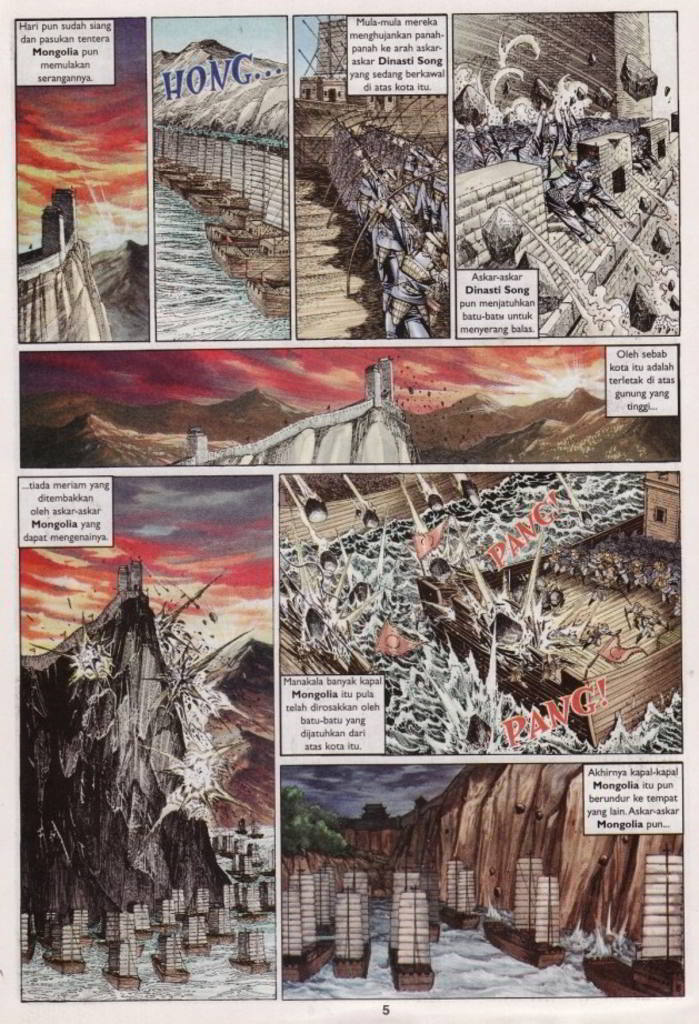 Hari pun sudah siang
dan pasukan tentera
Mongolia pun
memulakan
serangannya.
HONG...
Mula-mula mereka
menghujankan panah-
panah ke arah askar-
askar Dinasti Song
yang sedang berkawal
di atas kota itu.
Askar-askar
Dinasti Song
pun menjatuhkan
batu-batu untuk
menyerang balas.
Oleh sebab
kota itu adalah
terletak di atas
gunung yang
tinggi...
...tiada meriam yang
ditembakkan
oleh askar-askar
Mongolia yang
dapat mengenainya.
PANG!
PANG!
Manakala banyak kapal
Mongolia itu pula
telah dirosakkan oleh
batu-batu yang
dijatuhkan dari
atas kota itu.
Akhirnya kapal-kapal
Mongolia itu pun
berundur ke tempat
yang lain. Askar-askar
Mongolia pun...
5